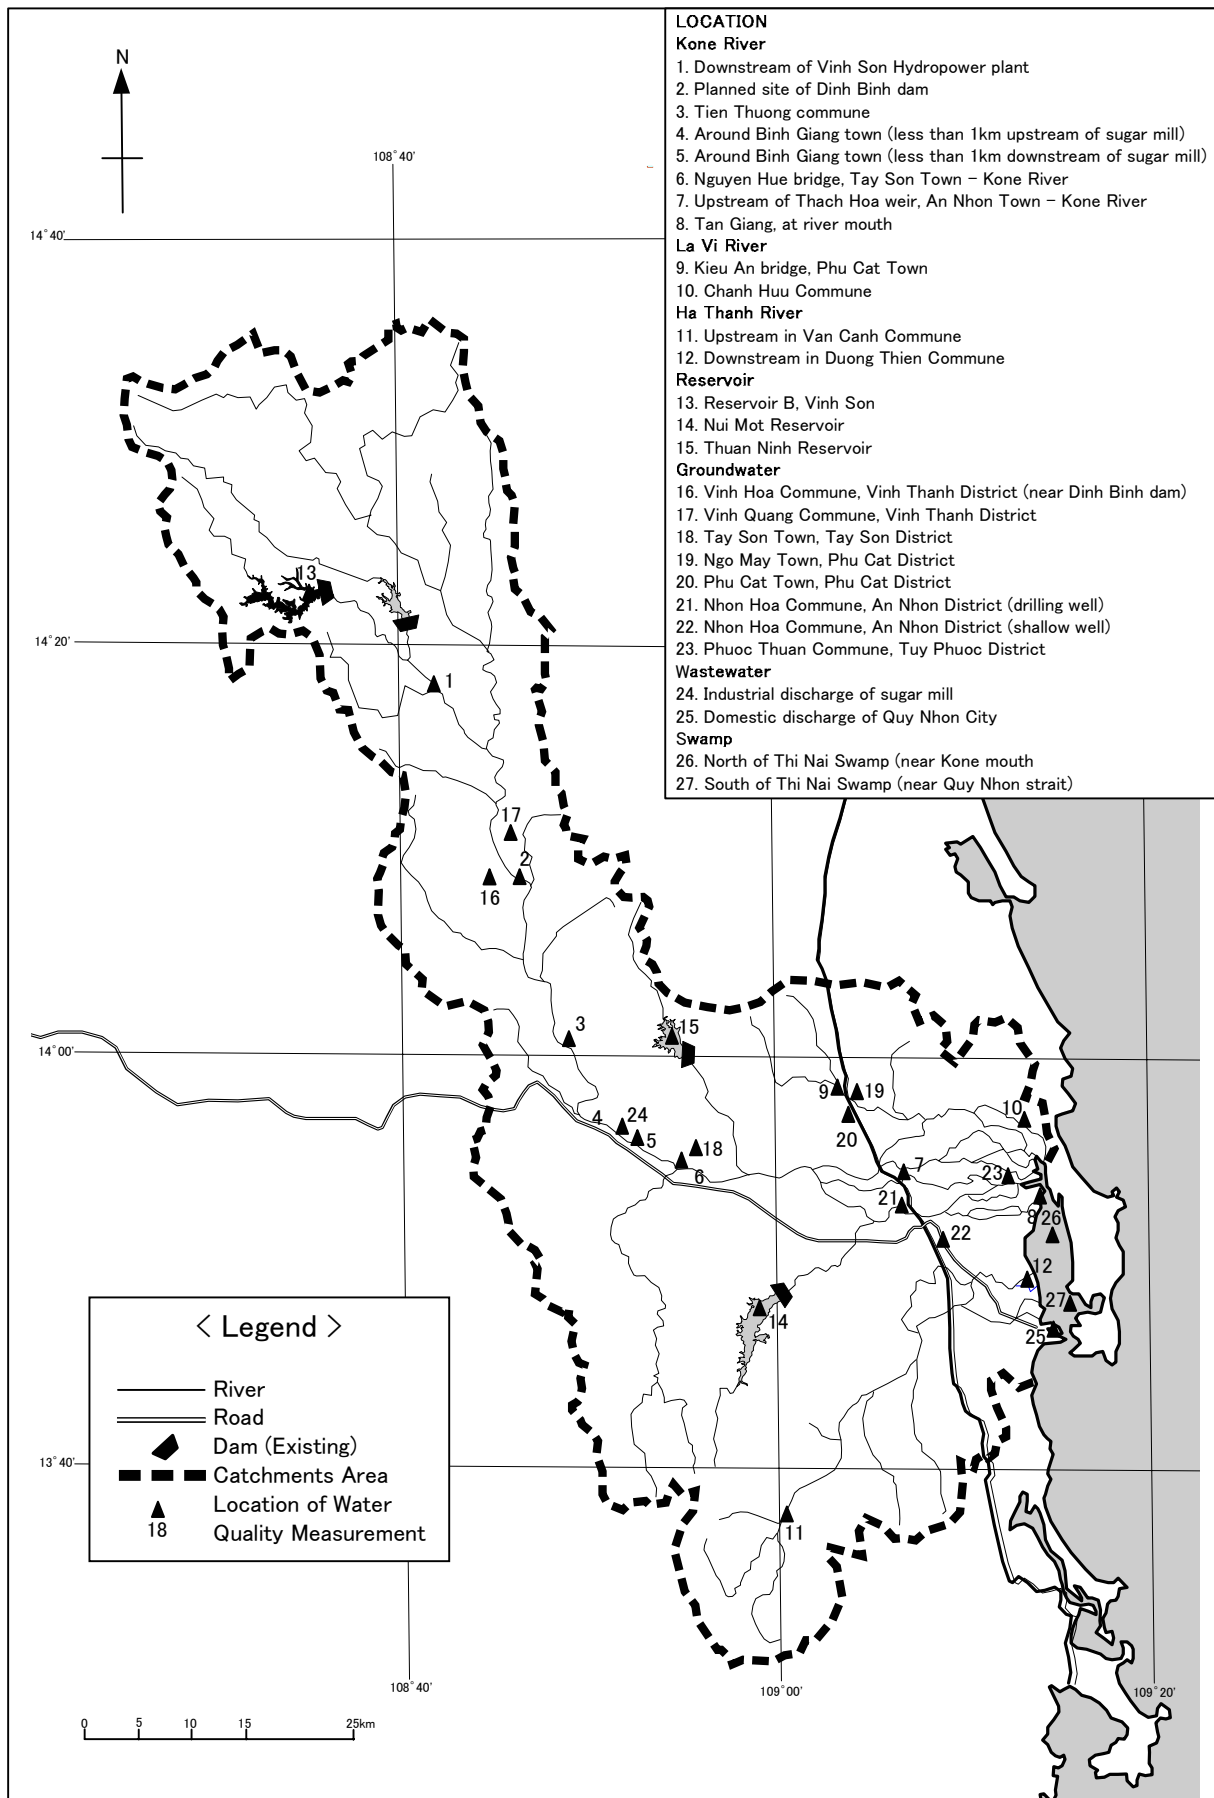 LOCATION
Kone River
1. Downstream of Vinh Son Hydropower plant
2. Planned site of Dinh Binh dam
3. Tien Thuong commune
4. Around Binh Giang town (less than 1km upstream of sugar mill)
5. Around Binh Giang town (less than 1km downstream of sugar mill)
6. Nguyen Hue bridge, Tay Son Town - Kone River
7. Upstream of Thach Hoa weir, An Nhon Town - Kone River
8. Tan Giang, at river mouth
La Vi River
9. Kieu An bridge, Phu Cat Town
10. Chanh Huu Commune
Ha Thanh River
11. Upstream in Van Canh Commune
12. Downstream in Duong Thien Commune
Reservoir
13. Reservoir B, Vinh Son
14. Nui Mot Reservoir
15. Thuan Ninh Reservoir
Groundwater
16. Vinh Hoa Commune, Vinh Thanh District (near Dinh Binh dam)
17. Vinh Quang Commune, Vinh Thanh District
18. Tay Son Town, Tay Son District
19. Ngo May Town, Phu Cat District
20. Phu Cat Town, Phu Cat District
21. Nhon Hoa Commune, An Nhon District (drilling well)
22. Nhon Hoa Commune, An Nhon District (shallow well)
23. Phuoc Thuan Commune, Tuy Phuoc District
Wastewater
24. Industrial discharge of sugar mill
25. Domestic discharge of Quy Nhon City
Swamp
26. North of Thi Nai Swamp (near Kone mouth
27. South of Thi Nai Swamp (near Quy Nhon strait)
N
108°40'
14°40'
13
14°20'
1
17
2
16
3
15
14°00'
9
19
10
4
24
20
5
18
6
7
23
21
8
26
22
12
27
14
25
< Legend >
River
Road
Dam (Existing)
Catchments Area
Location of Water
18
Quality Measurement
13°40'
11
108°40'
109°00'
109°20'
0 5 10 15 25km